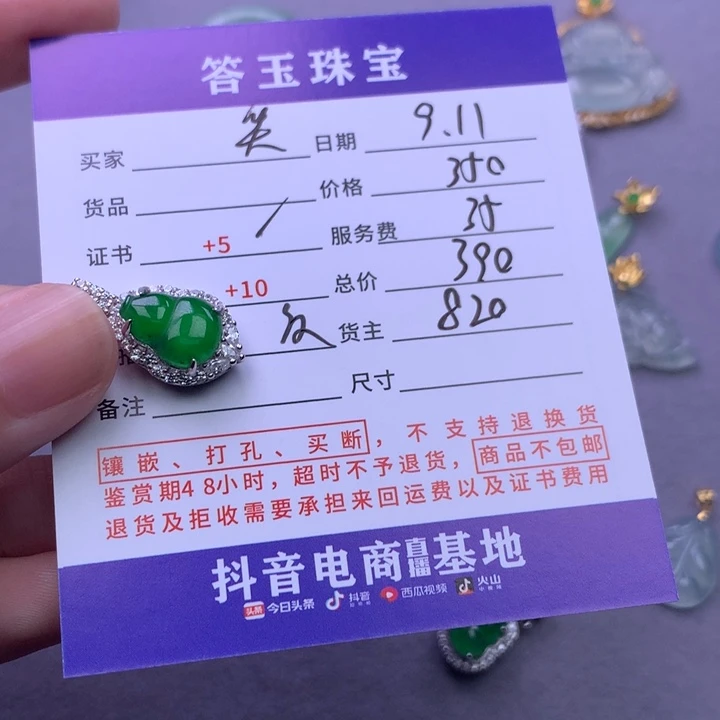 答玉珠宝
买家 笑 日期 9.11
货品 价格 350
证书 +5 / 服务费 35
+10 总价 390
货主 820
备注 尺寸
镶嵌、打孔、买断，不支持退换货
鉴赏期48小时，超时不予退货，商品不包邮
退货及拒收需要承担来回运费以及证书费用
抖音电商直播基地
头条 今日头条 抖音 西瓜视频 火山